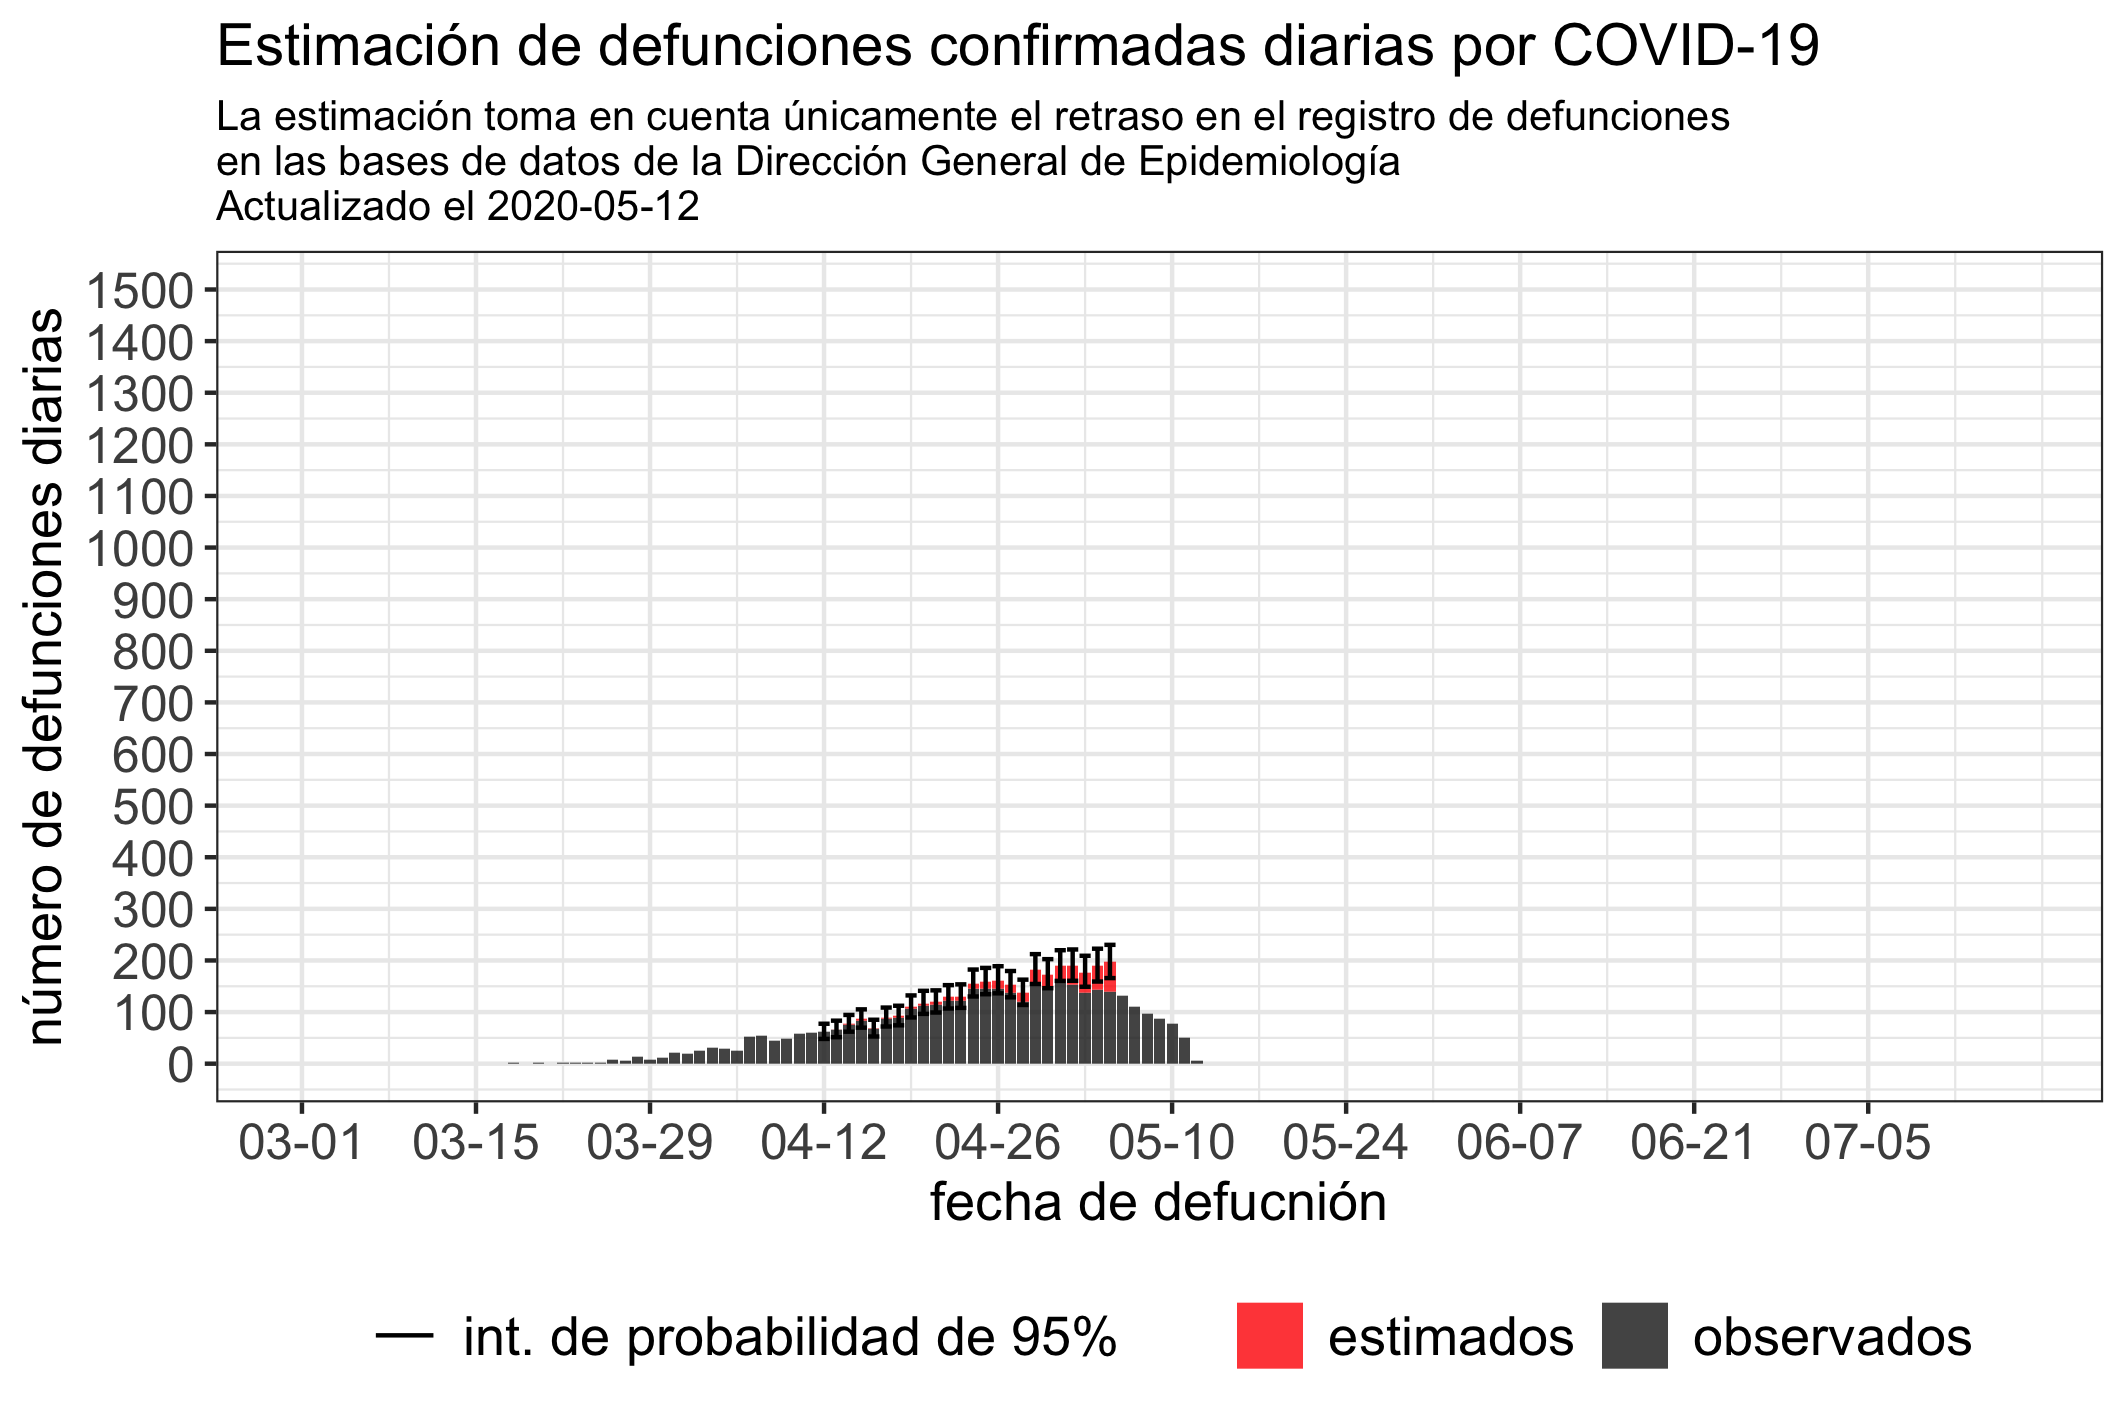 Estimación de defunciones confirmadas diarias por COVID-19
La estimación toma en cuenta únicamente el retraso en el registro de defunciones
en las bases de datos de la Dirección General de Epidemiología
Actualizado el 2020-05-12
número de defunciones diarias
1500
1400
1300
1200
1100
1000
900
800
700
600
500
400
300
200
100
0
03-01 03-15 03-29 04-12 04-26 05-10 05-24 06-07 06-21 07-05
fecha de defucnión
int. de probabilidad de 95% estimados observados